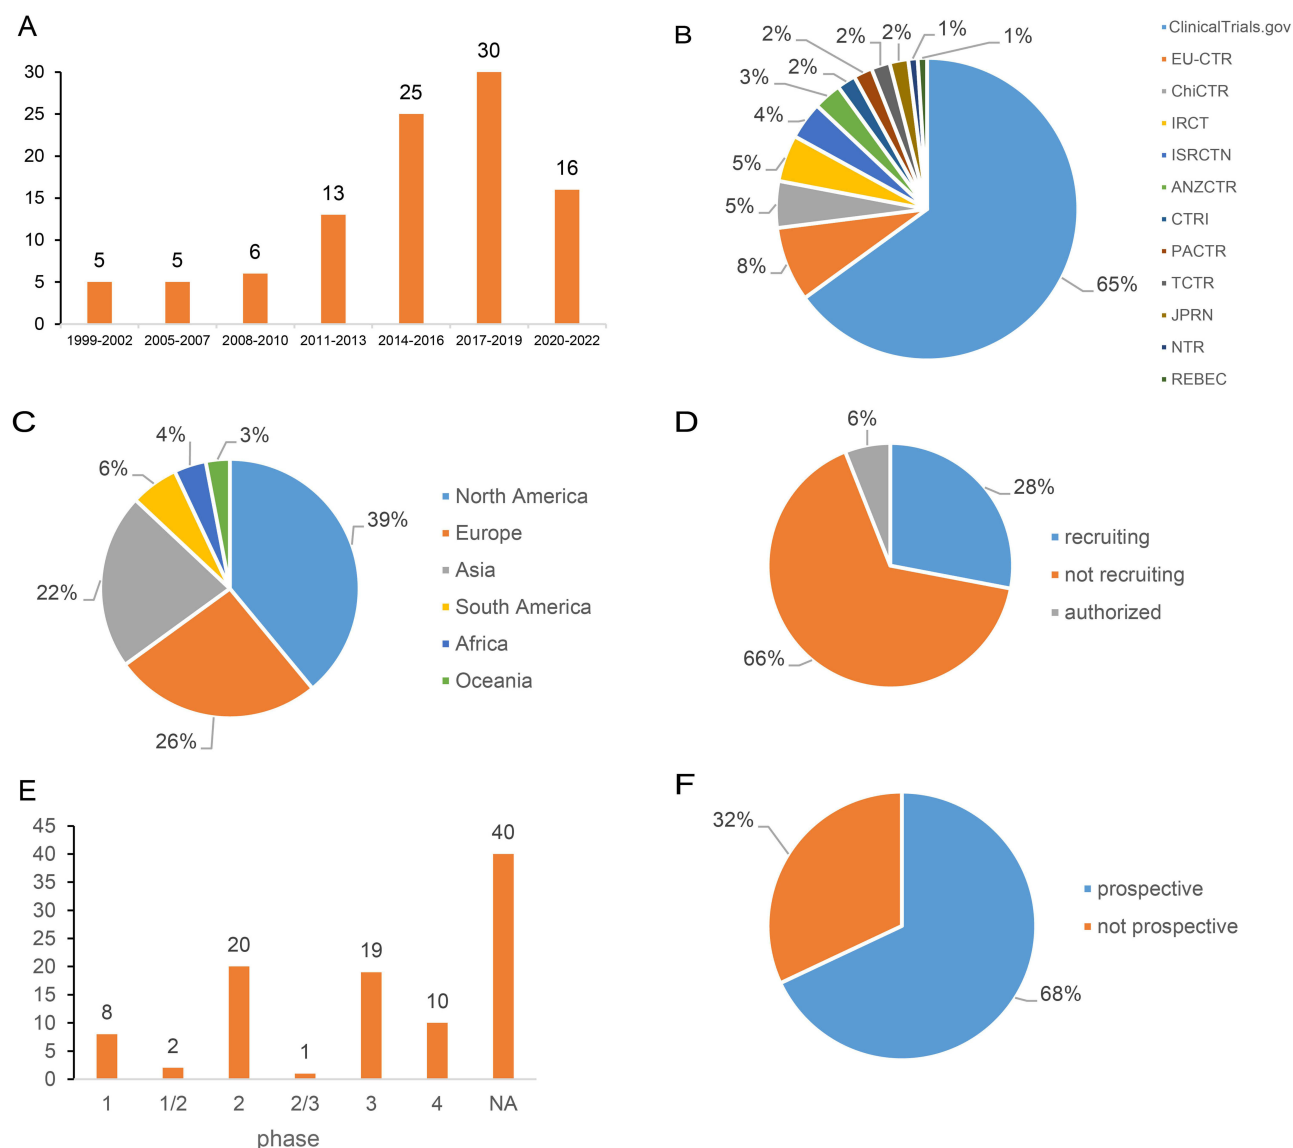 A
30
25
20
15
10
5
0
5
5
6
13
25
30
16
1999-2002 2005-2007 2008-2010 2011-2013 2014-2016 2017-2019 2020-2022
B
2%
2%
2%
1%
1%
3%
2%
4%
5%
5%
8%
65%
ClinicalTrials.gov
EU-CTR
ChiCTR
IRCT
ISRCTN
ANZCTR
CTRI
PACTR
TCTR
JPRN
NTR
REBEC
C
4%
3%
6%
39%
22%
26%
North America
Europe
Asia
South America
Africa
Oceania
D
6%
28%
66%
recruiting
not recruiting
authorized
E
45
40
35
30
25
20
15
10
5
0
8
2
20
1
19
10
40
1 1/2 2 2/3 3 4 NA
phase
F
32%
68%
prospective
not prospective